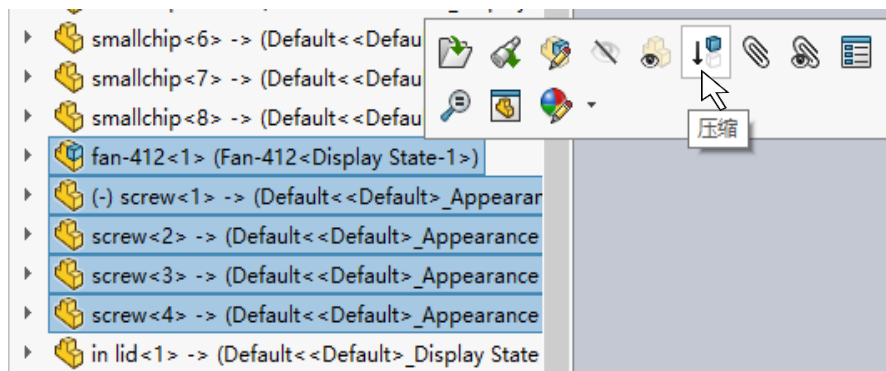 smallchip<6> -> (Default<<Defau
smallchip<7> -> (Default<<Defau
smallchip<8> -> (Default<<Defau
压缩
fan-412<1> (Fan-412<Display State-1>)
(-) screw<1> -> (Default<<Default>_Appearar
screw<2> -> (Default<<Default>_Appearance
screw<3> -> (Default<<Default>_Appearance
screw<4> -> (Default<<Default>_Appearance
in lid<1> -> (Default<<Default>_Display State